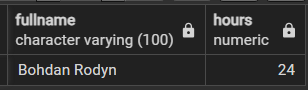 fullname hours
character varying (100) numeric
Bohdan Rodyn 24